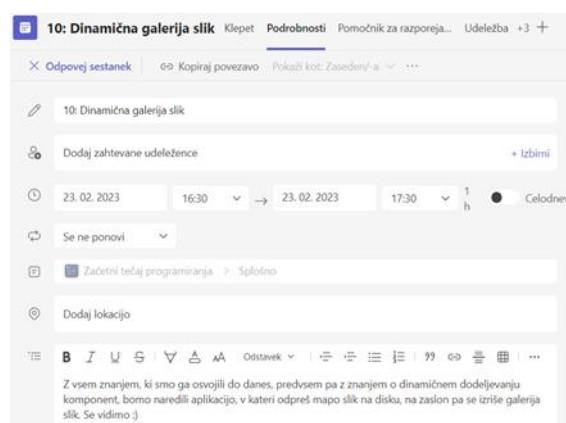 10: Dinamična galerija slik Klepet Podrobnosti Pomočnik za razporeja... Udeležba +3
Odpovej sestanek Kopiraj povezavo Pokaži kot: Zaseden/-a
10: Dinamična galerija slik
Dodaj zahtevane udeležence + Izbirni
23. 02. 2023 16:30 → 23. 02. 2023 17:30 1 h Celodnev
Se ne ponovi
Začetni tečaj programiranja > Splošno
Dodaj lokacijo
B I U S A AA Odstavek
Z vsem znanjem, ki smo ga osvojili do danes, predvsem pa z znanjem o dinamičnem dodeljevanju
komponent, bomo naredili aplikacijo, v kateri odpreš mapo slik na disku, na zaslon pa se izriše galerija
slik. Se vidimo :)